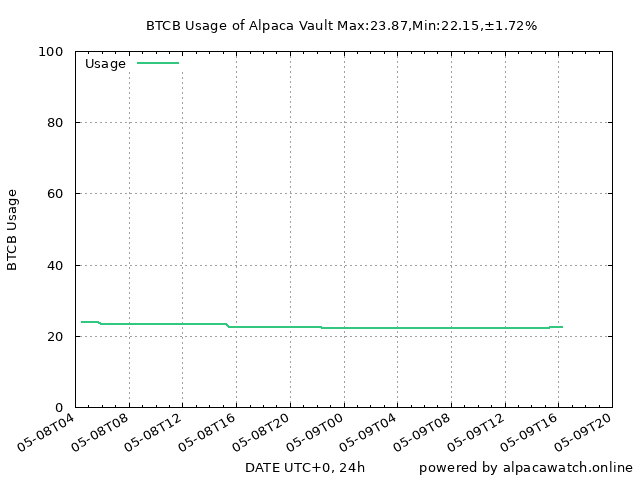 BTCB Usage of Alpaca Vault Max:23.87,Min:22.15,±1.72%
Usage
100
80
60
40
20
0
BTCB Usage
05-08T04
05-08T08
05-08T12
05-08T16
05-08T20
05-09T00
05-09T04
05-09T08
05-09T12
05-09T16
05-09T20
DATE UTC+0, 24h
powered by alpacawatch.online